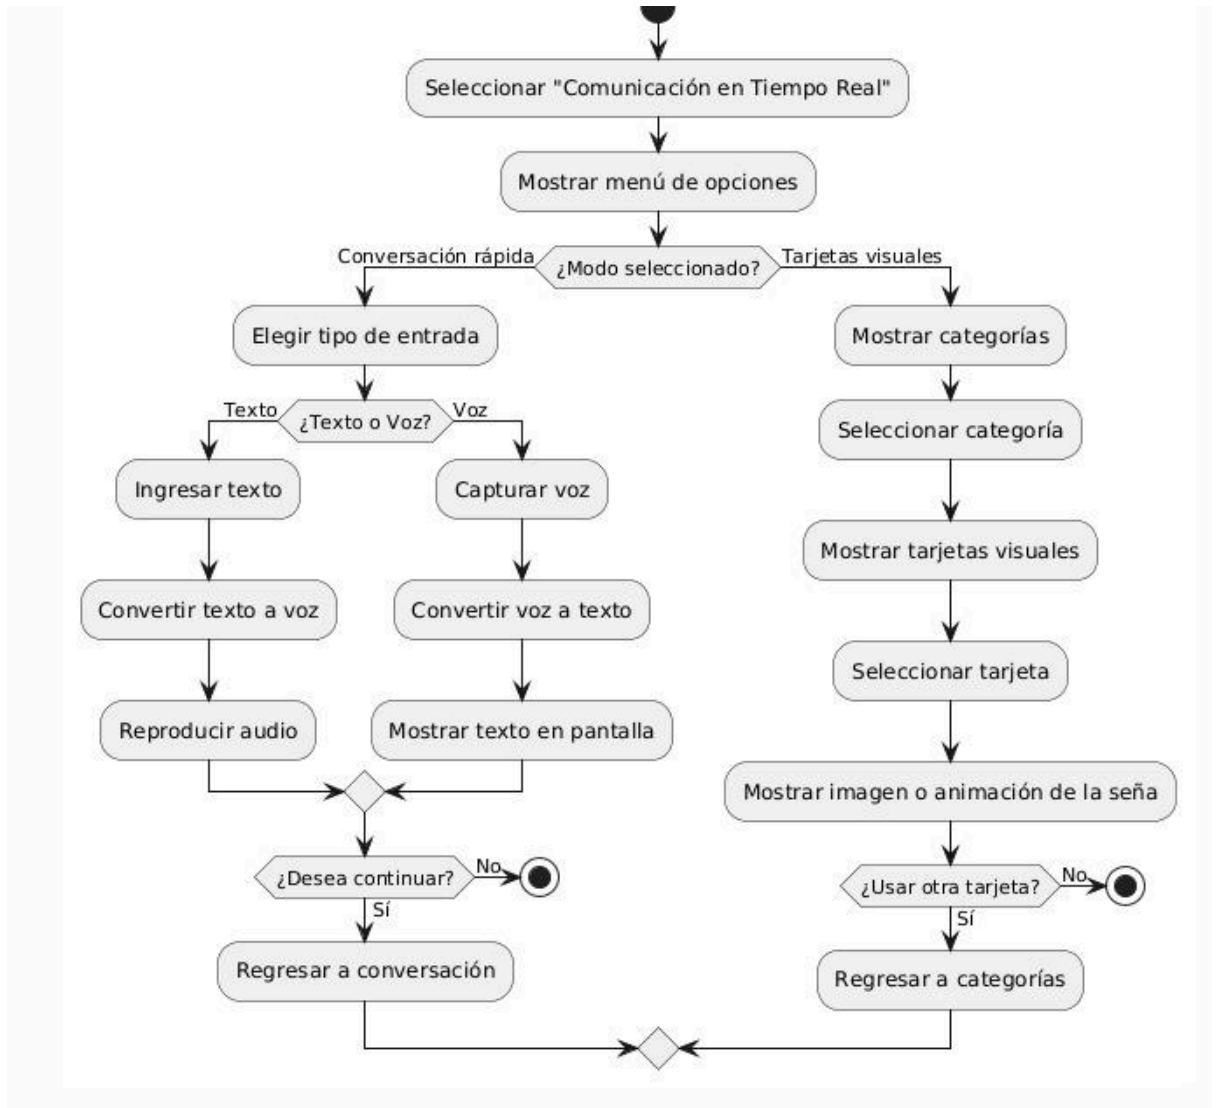 Seleccionar "Comunicación en Tiempo Real"
Mostrar menú de opciones
¿Modo seleccionado?
Conversación rápida
Tarjetas visuales
Elegir tipo de entrada
¿Texto o Voz?
Texto
Voz
Ingresar texto
Capturar voz
Convertir texto a voz
Convertir voz a texto
Reproducir audio
Mostrar texto en pantalla
¿Desea continuar?
No
Sí
Regresar a conversación
Mostrar categorías
Seleccionar categoría
Mostrar tarjetas visuales
Seleccionar tarjeta
Mostrar imagen o animación de la seña
¿Usar otra tarjeta?
No
Sí
Regresar a categorías